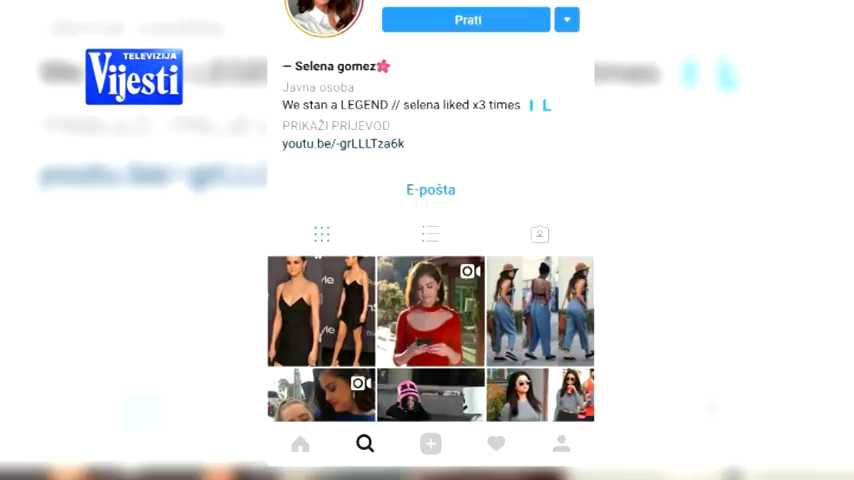 Prati
TELEVIZIJA
Vijesti
– Selena gomez🌸
Javna osoba
We stan a LEGEND // selena liked x3 times
PRIKAŽI PRIJEVOD
youtu.be/-grLLLTza6k
E-pošta